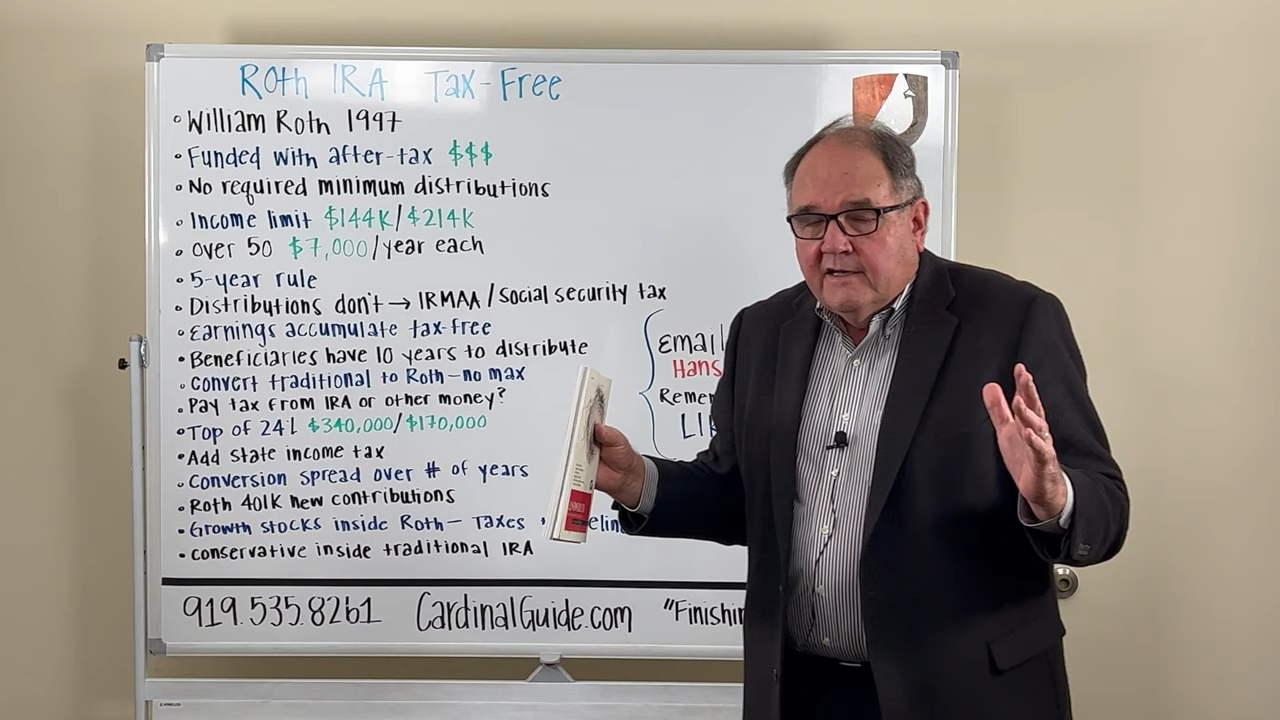 Roth IRA Tax-Free
• William Roth 1997
• Funded with after-tax $$$
• No required minimum distributions
• Income limit $144K/$214K
• Over 50 $7,000/year each
• 5-year rule
• Distributions don't → IRMAA/Social security tax
• Earnings accumulate tax-free
• Beneficiaries have 10 years to distribute
• Convert traditional to Roth-no max
• Pay tax from IRA or other money?
• Top of 24% $340,000/$170,000
• Add State income tax
• Conversion spread over # of years
• Roth 401K new contributions
• Growth stocks inside Roth- Taxes
• conservative inside traditional IRA
Email
Hans
919.535.8261 CardinalGuide.com